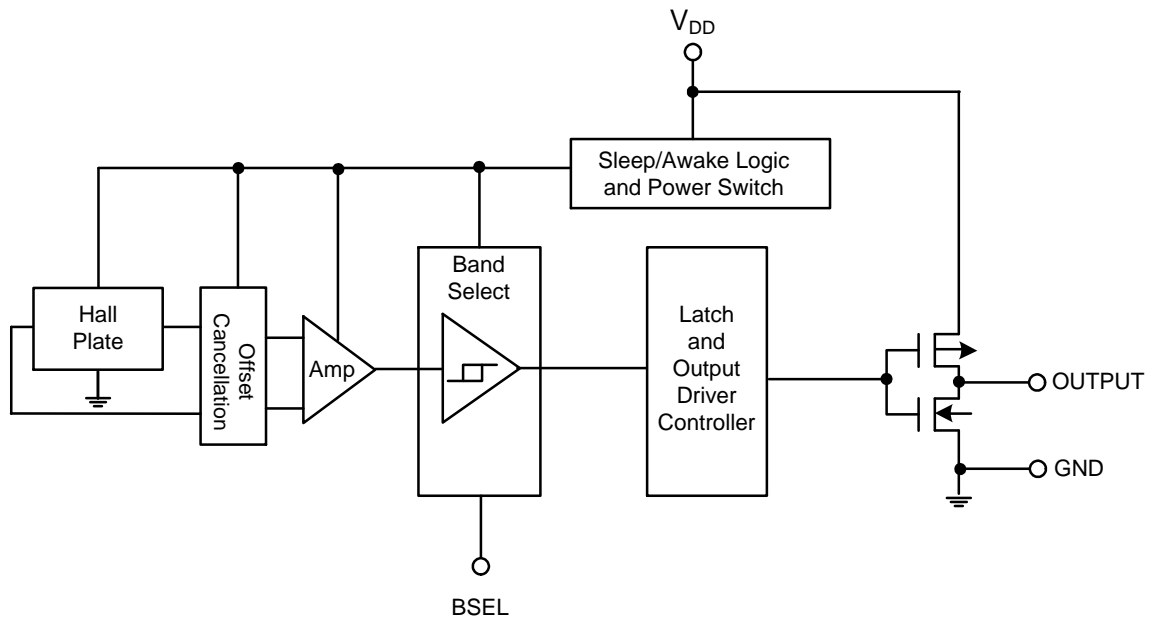 VDD
Sleep/Awake Logic
and Power Switch
Band
Select
Hall
Plate
Offset
Cancellation
Amp
Latch
and
Output
Driver
Controller
OUTPUT
GND
BSEL